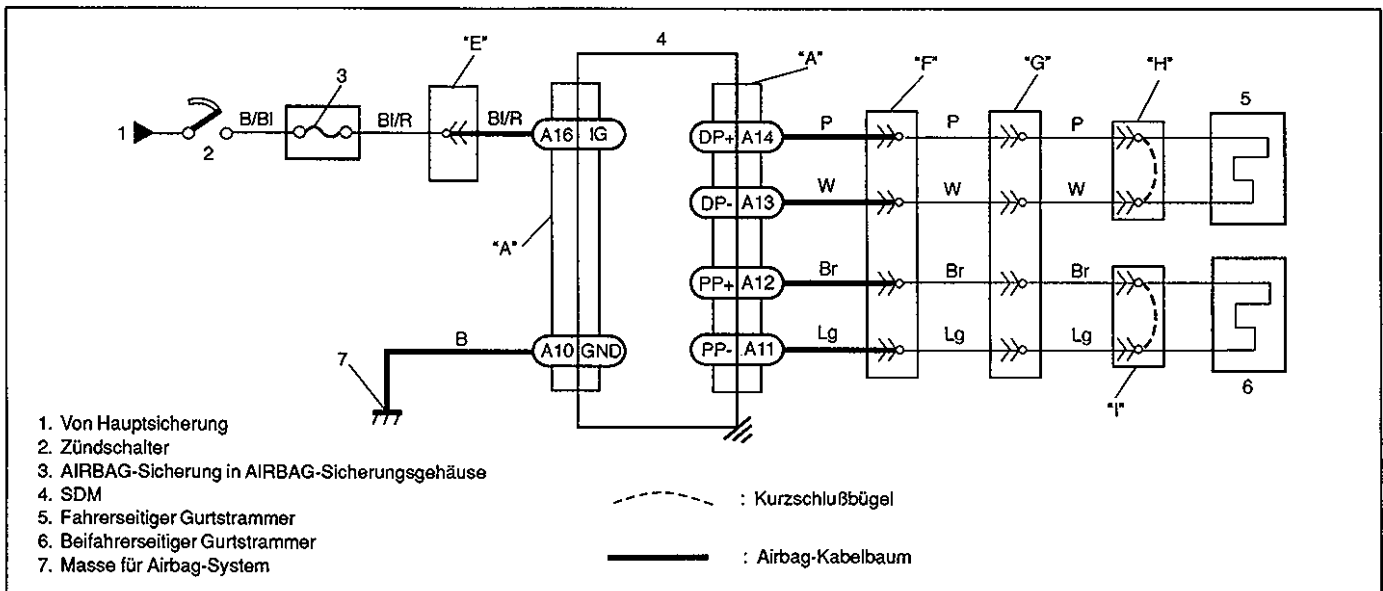 "E" 4 "A" "F" "G" "H"
3 5
1 B/Bl Bl/R Bl/R A16 IG DP+ A14 P P P
2
DP- A13 W W W
"A"
PP+ A12 Br Br Br
B A10 GND PP- A11 Lg Lg Lg
7 "I" 6
1. Von Hauptsicherung
2. Zündschalter
3. AIRBAG-Sicherung in AIRBAG-Sicherungsgehäuse
4. SDM
5. Fahrerseitiger Gurtstrammer
6. Beifahrerseitiger Gurtstrammer
7. Masse für Airbag-System
: Kurzschlußbügel
: Airbag-Kabelbaum